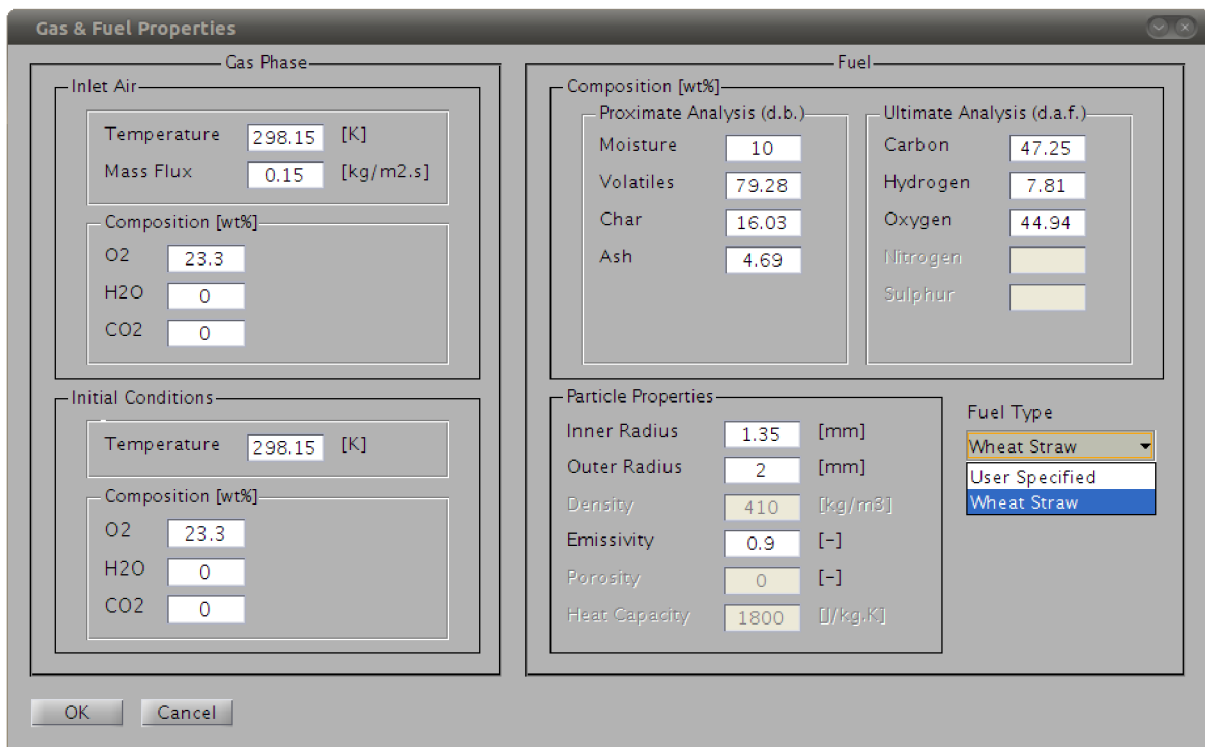 Gas & Fuel Properties
Gas Phase
Inlet Air
Temperature 298.15 [K]
Mass Flux 0.15 [kg/m2.s]
Composition [wt%]
O2 23.3
H2O 0
CO2 0
Initial Conditions
Temperature 298.15 [K]
Composition [wt%]
O2 23.3
H2O 0
CO2 0
Fuel
Composition [wt%]
Proximate Analysis (d.b.)
Moisture 10
Volatiles 79.28
Char 16.03
Ash 4.69
Ultimate Analysis (d.a.f.)
Carbon 47.25
Hydrogen 7.81
Oxygen 44.94
Nitrogen
Sulphur
Particle Properties
Inner Radius 1.35 [mm]
Outer Radius 2 [mm]
Density 410 [kg/m3]
Emissivity 0.9 [-]
Porosity 0 [-]
Heat Capacity 1800 [J/kg.K]
Fuel Type
Wheat Straw
User Specified
Wheat Straw
OK Cancel